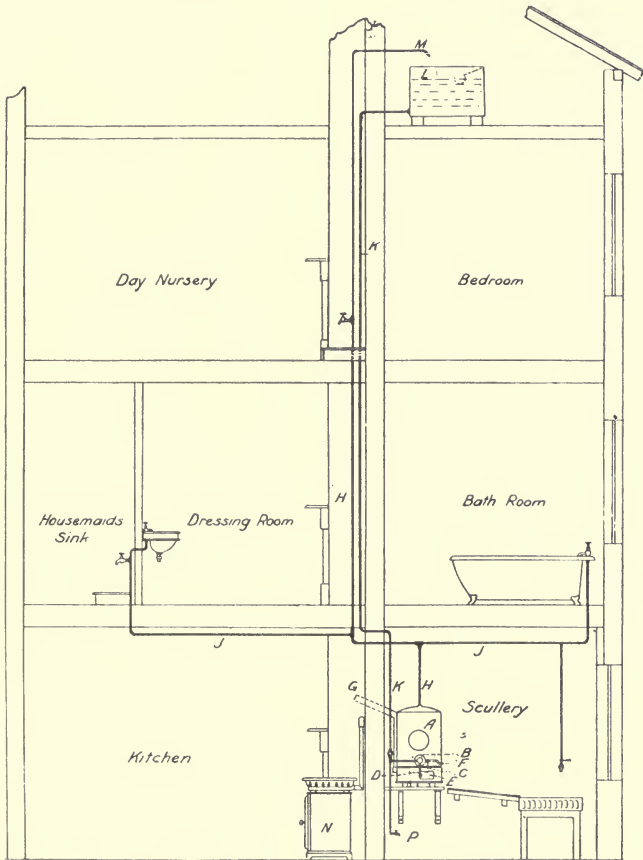 M
L
K
Day Nursery
Bedroom
H
Housemaids
Sink
Dressing Room
Bath Room
J
J
G
K
H
Scullery
A
s
B
F
Kitchen
D
C
E
N
P